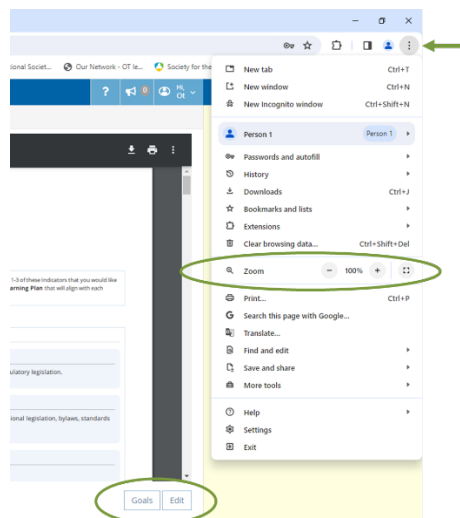 ional Societ... Our Network - OT le... Society for the
? 0 Hi,
Ot
1-3 of these Indicators that you would like
arning Plan that will align with each
ulatory legislation.
ional legislation, bylaws, standards
Goals Edit
New tab Ctrl+T
New window Ctrl+N
New Incognito window Ctrl+Shift+N
Person 1 Person 1
Passwords and autofill
History
Downloads Ctrl+J
Bookmarks and lists
Extensions
Clear browsing data... Ctrl+Shift+Del
Zoom - 100% +
Print... Ctrl+P
Search this page with Google...
Translate...
Find and edit
Save and share
More tools
Help
Settings
Exit